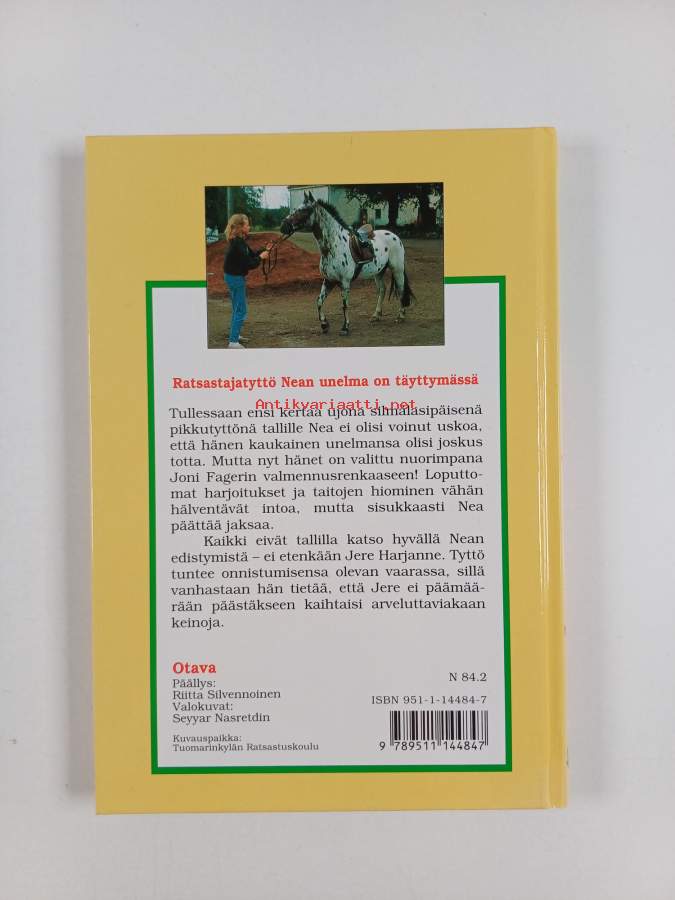 Ratsastajatyttö Nean unelma on täyttymässä
Antikvariaatti.net
Tullessaan ensi kertaa ujona silmälasipäisenä
pikkutyttönä tallille Nea ei olisi voinut uskoa,
että hänen kaukainen unelmansa olisi joskus
totta. Mutta nyt hänet on valittu nuorimpana
Joni Fagerin valmennusrenkaaseen! Loputto-
mat harjoitukset ja taitojen hiominen vähän
hälventävät intoa, mutta sisukkaasti Nea
päättää jaksaa.
Kaikki eivät tallilla katso hyvällä Nean
edistymistä – ei etenkään Jere Harjanne. Tyttö
tuntee onnistumisensa olevan vaarassa, sillä
vanhastaan hän tietää, että Jere ei päämää-
rään päästäkseen kaihtaisi arveluttaviakaan
keinoja.
Otava
Päällys:
Riitta Silvennoinen
Valokuvat:
Seyyar Nasretdin
Kuvauspaikka:
Tuomarinkylän Ratsastuskoulu
N 84.2
ISBN 951-1-14484-7
9 789511 144847